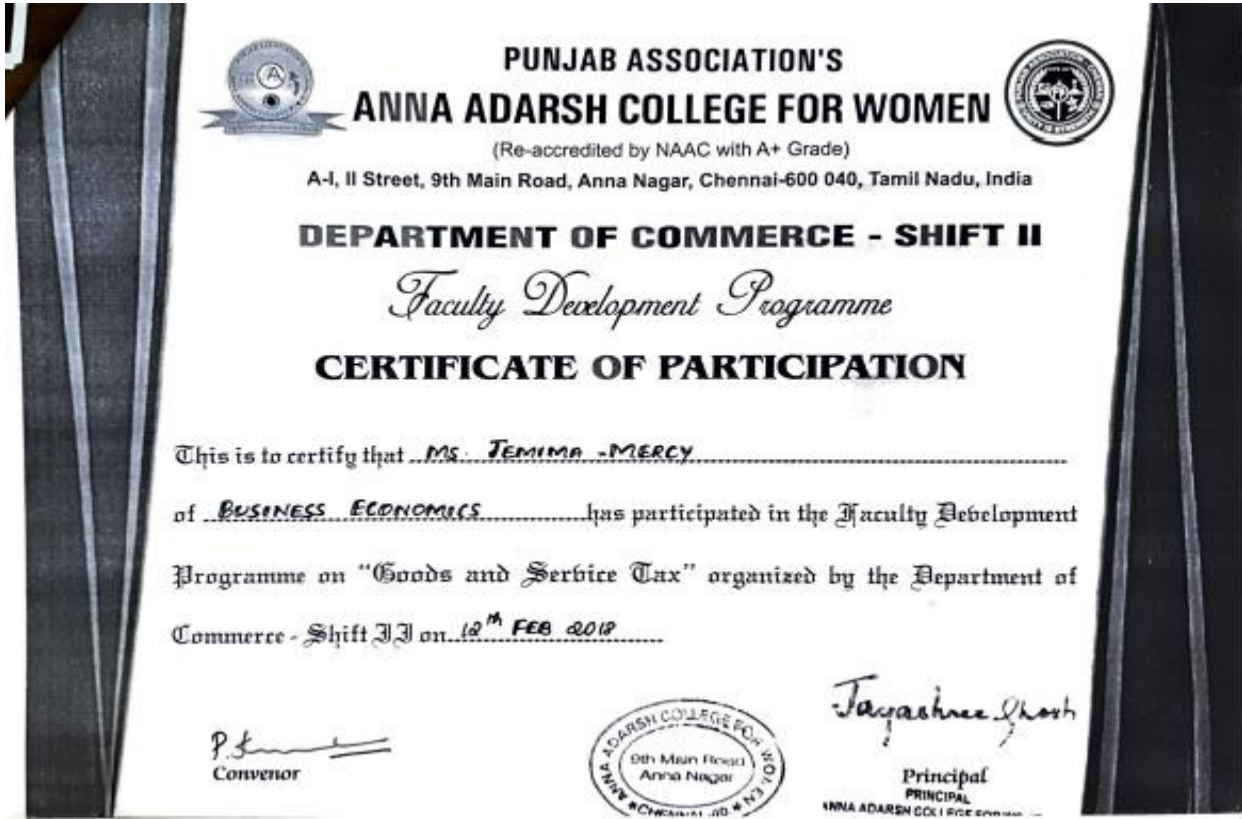 PUNJAB ASSOCIATION'S
ANNA ADARSH COLLEGE FOR WOMEN
(Re-accredited by NAAC with A+ Grade)
A-I, II Street, 9th Main Road, Anna Nagar, Chennai-600 040, Tamil Nadu, India
DEPARTMENT OF COMMERCE - SHIFT II
Faculty Development Programme
CERTIFICATE OF PARTICIPATION
This is to certify that MS. JEMIMA -MERCY
of BUSINESS ECONOMICS has participated in the Faculty Development
Programme on "Goods and Service Tax" organized by the Department of
Commerce - Shift II on 12th FEB 2018
Jayashree Ghosh
Convenor
ANNA ADARSH COLLEGE FOR WOMEN
9th Main Road
Anna Nagar
Principal
PRINCIPAL
ANNA ADARSH COLLEGE FOR